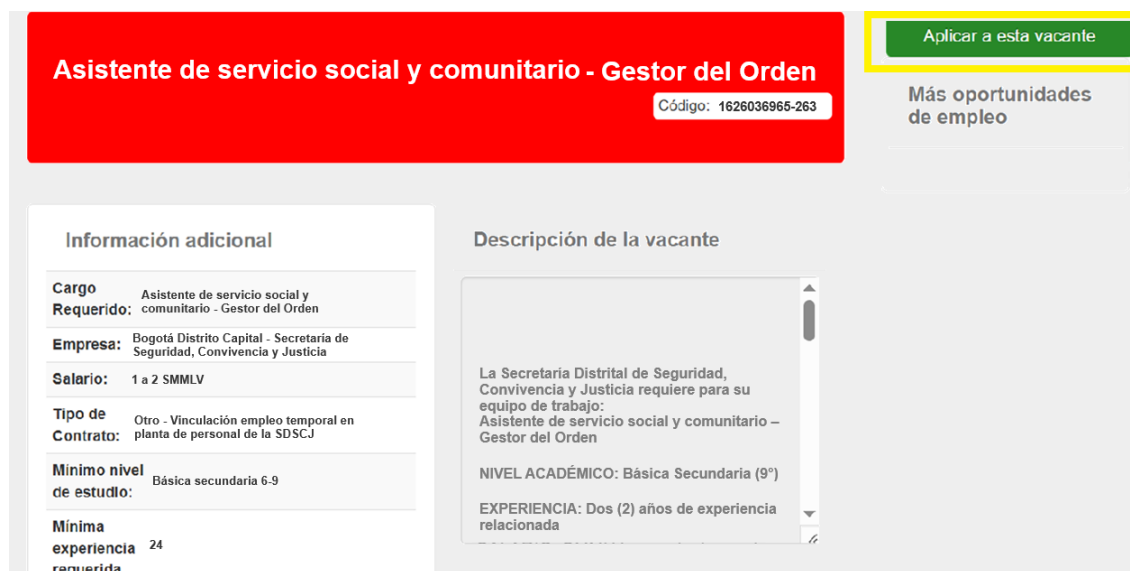 Asistente de servicio social y comunitario - Gestor del Orden
Código: 1626036965-263
Aplicar a esta vacante
Más oportunidades
de empleo
Información adicional
Cargo
Requerido:
Asistente de servicio social y
comunitario - Gestor del Orden
Empresa:
Bogotá Distrito Capital - Secretaria de
Seguridad, Convivencia y Justicia
Salario: 1 a 2 SMMLV
Tipo de
Contrato:
Otro - Vinculación empleo temporal en
planta de personal de la SDSCJ
Mínimo nivel
de estudio:
Básica secundaria 6-9
Mínima
experiencia 24
requerida
Descripción de la vacante
La Secretaria Distrital de Seguridad,
Convivencia y Justicia requiere para su
equipo de trabajo:
Asistente de servicio social y comunitario –
Gestor del Orden
NIVEL ACADÉMICO: Básica Secundaria (9°)
EXPERIENCIA: Dos (2) años de experiencia
relacionada